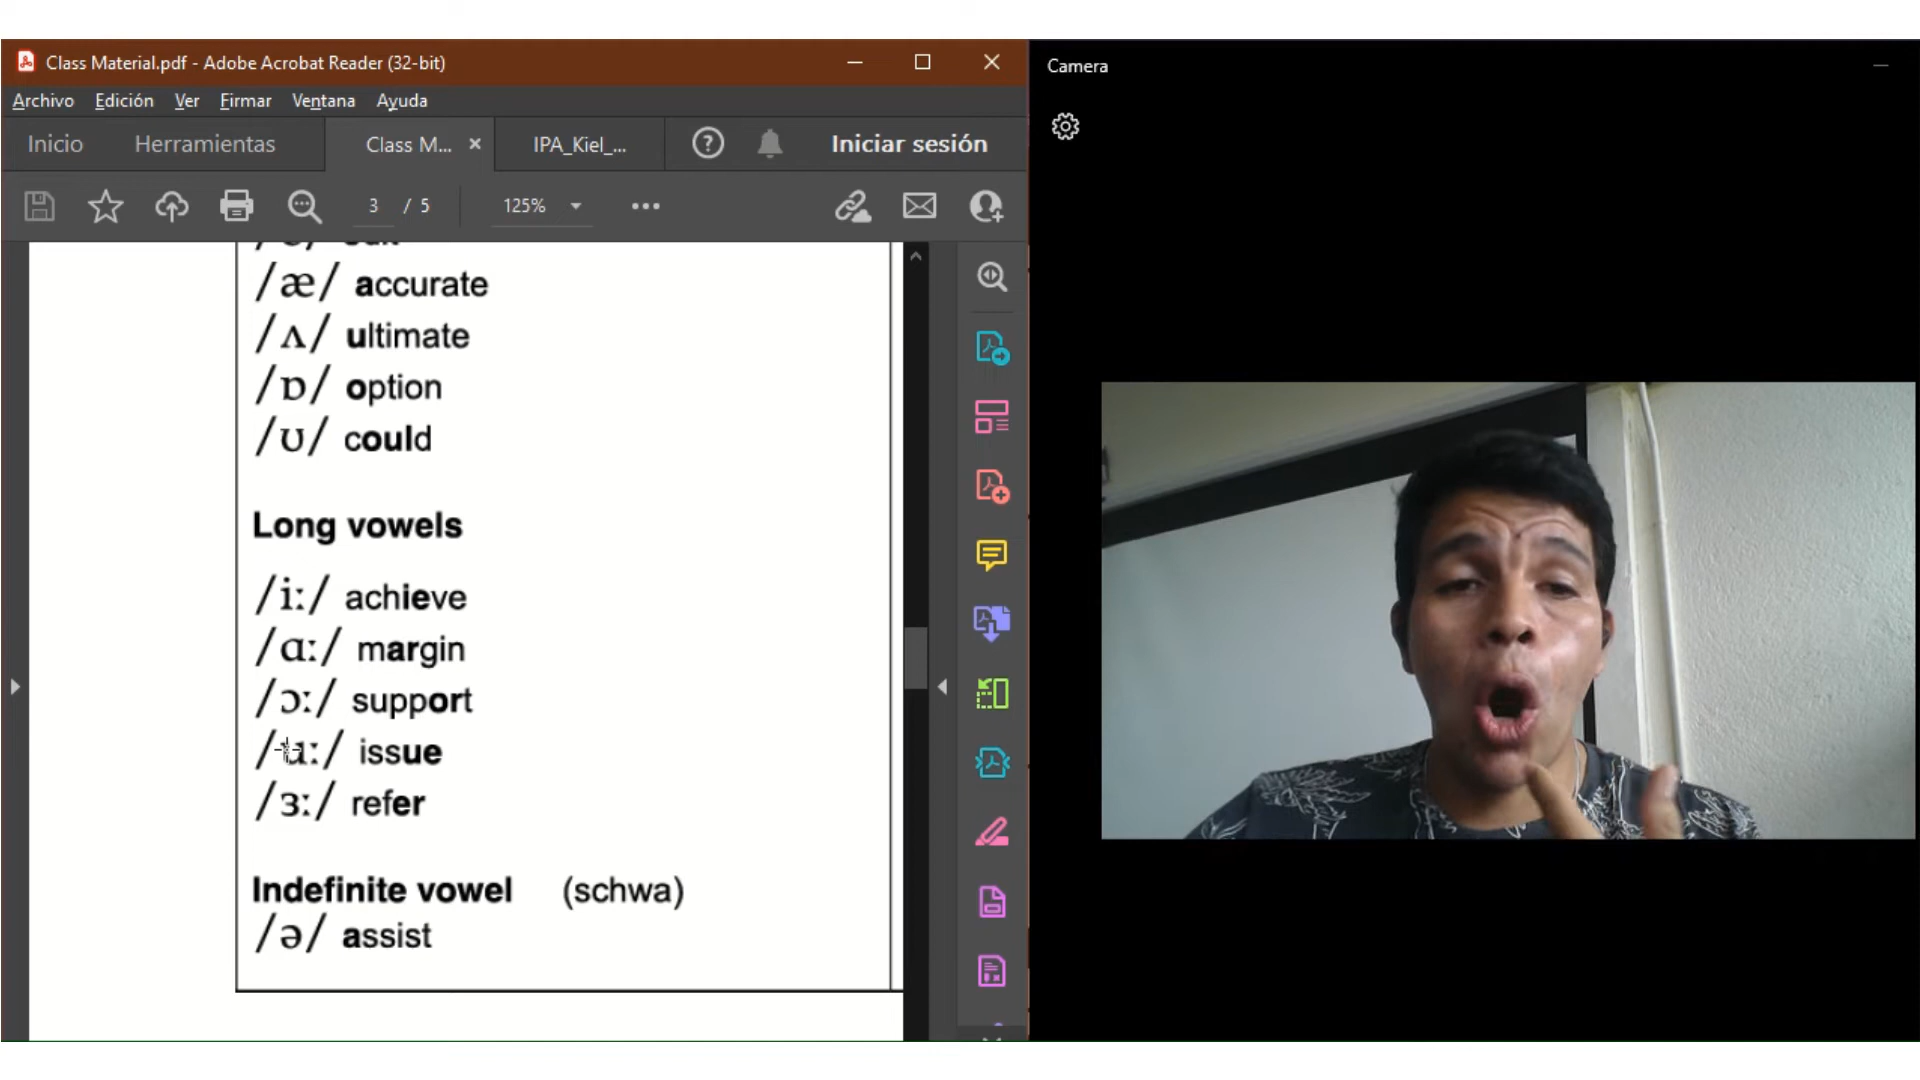 Class Material.pdf - Adobe Acrobat Reader (32-bit)
Camera
Archivo Edición Ver Firmar Ventana Ayuda
Inicio Herramientas Class M... IPA_Kiel_... Iniciar sesión
3 / 5 125%
/æ/ accurate
/ʌ/ ultimate
/ɒ/ option
/ʊ/ could
Long vowels
/iː/ achieve
/ɑː/ margin
/ɔː/ support
/uː/ issue
/ɜː/ refer
Indefinite vowel (schwa)
/ə/ assist